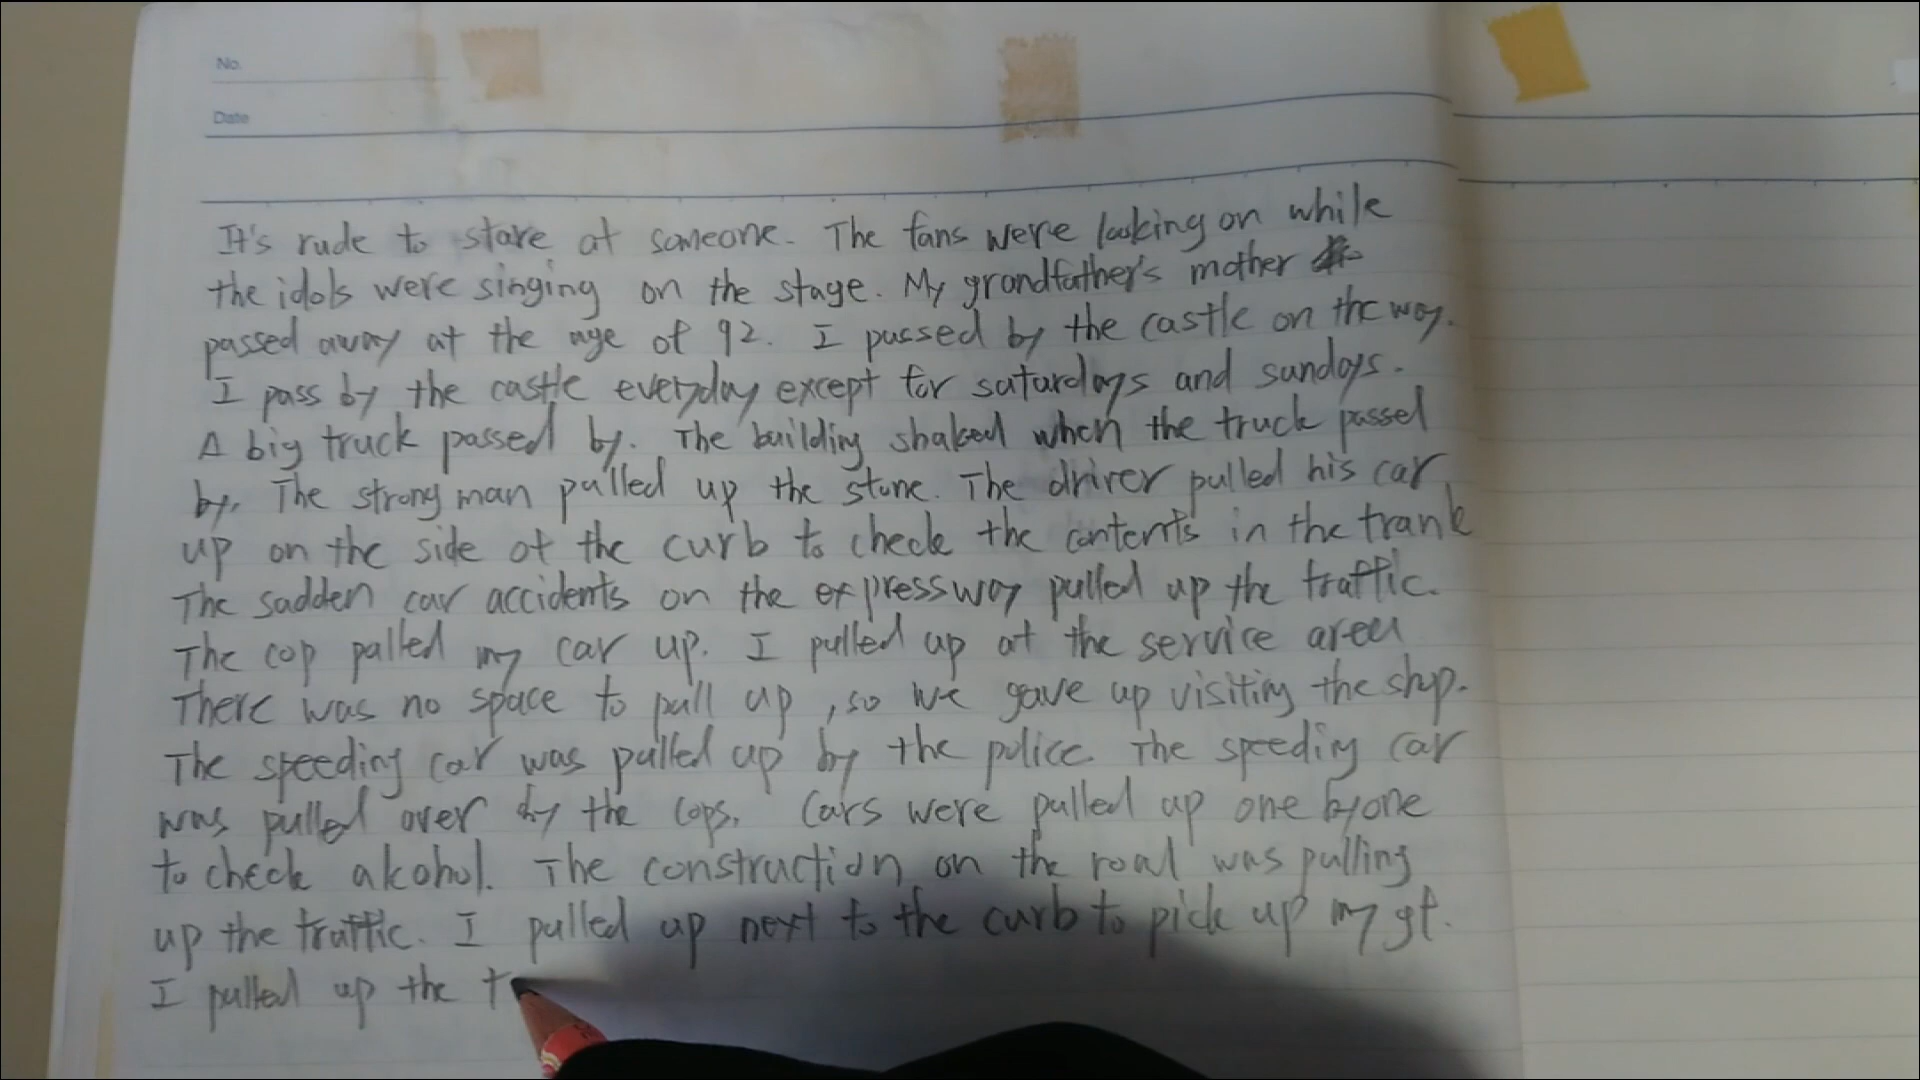 No.
Date
It's rude to stare at someone. The fans were looking on while
the idols were singing on the stage. My grandfather's mother
passed away at the age of 92. I passed by the castle on the way.
I pass by the castle everyday except for saturdays and sundays.
A big truck passed by. The building shaked when the truck passed
by. The strong man pulled up the stone. The driver pulled his car
up on the side of the curb to check the contents in the trank
The sadden car accidents on the expressway pulled up the traffic.
The cop palled my car up. I pulled up at the service area
There was no space to pull up, so we gave up visiting the shop.
The speeding car was pulled up by the police. The speeding car
was pulled over by the cops. Cars were pulled up one by one
to check alcohol. The construction on the road was pulling
up the traffic. I pulled up next to the curb to pick up my gf.
I pulled up the